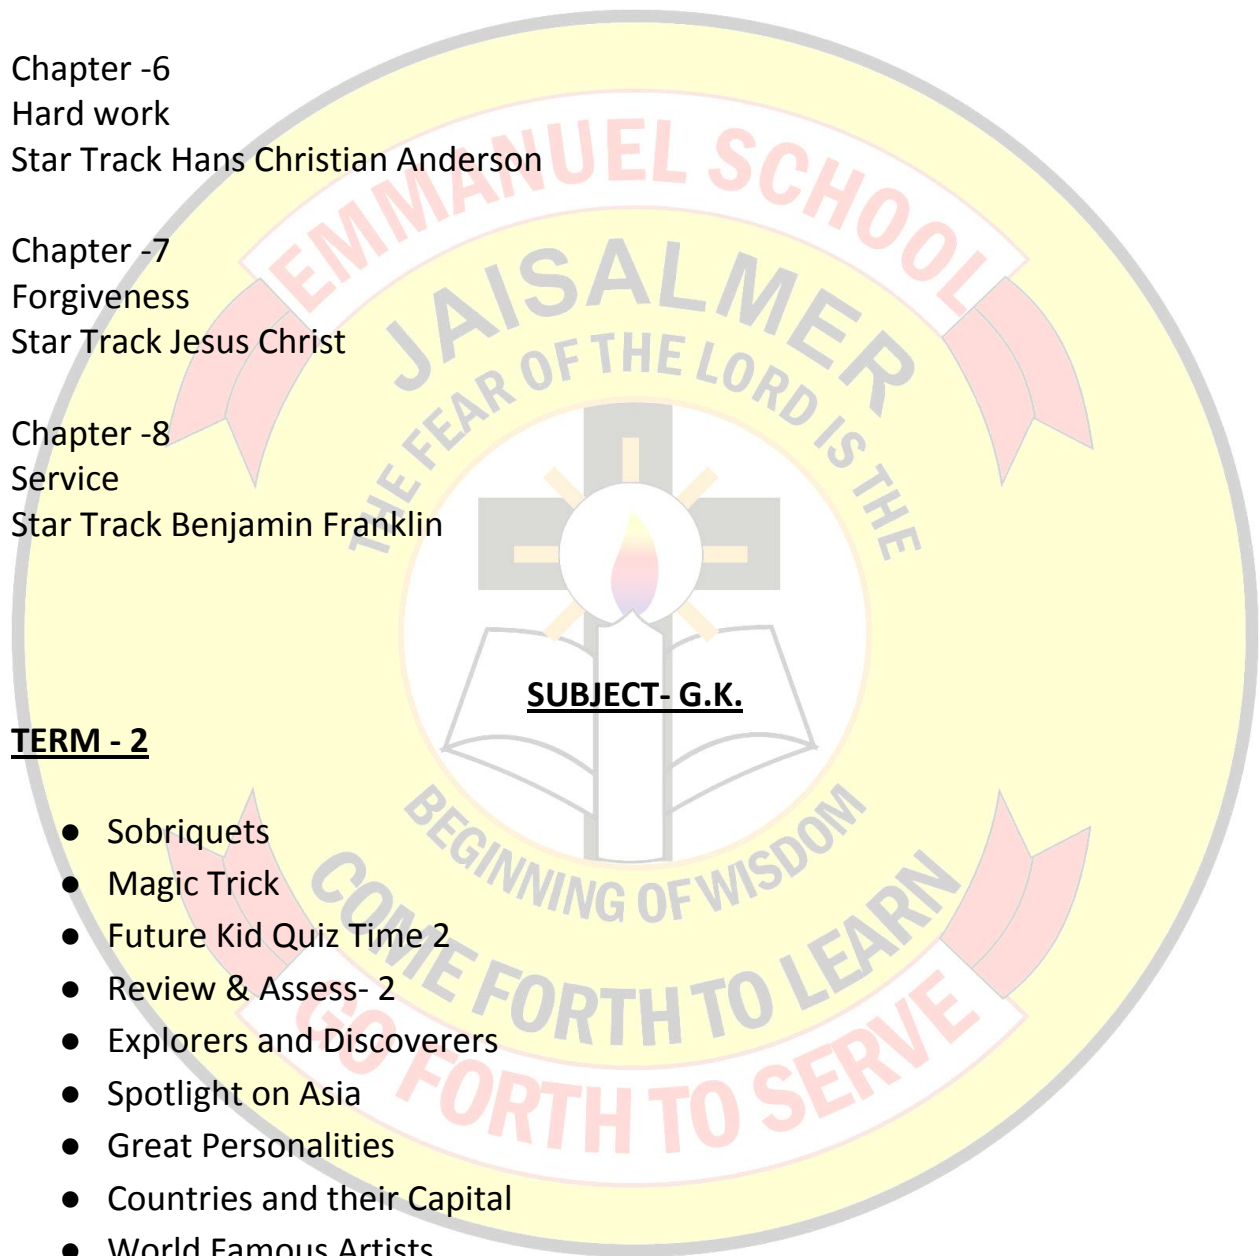 Chapter -6
Hard work
Star Track Hans Christian Anderson
Chapter -7
Forgiveness
Star Track Jesus Christ
Chapter -8
Service
Star Track Benjamin Franklin
SUBJECT- G.K.
TERM - 2
● Sobriquets
● Magic Trick
● Future Kid Quiz Time 2
● Review & Assess- 2
● Explorers and Discoverers
● Spotlight on Asia
● Great Personalities
● Countries and their Capital
● World Famous Artists
EMMANUEL SCHOOL
JAISALMER
THE FEAR OF THE LORD IS THE
BEGINNING OF WISDOM
COME FORTH TO LEARN
GO FORTH TO SERVE